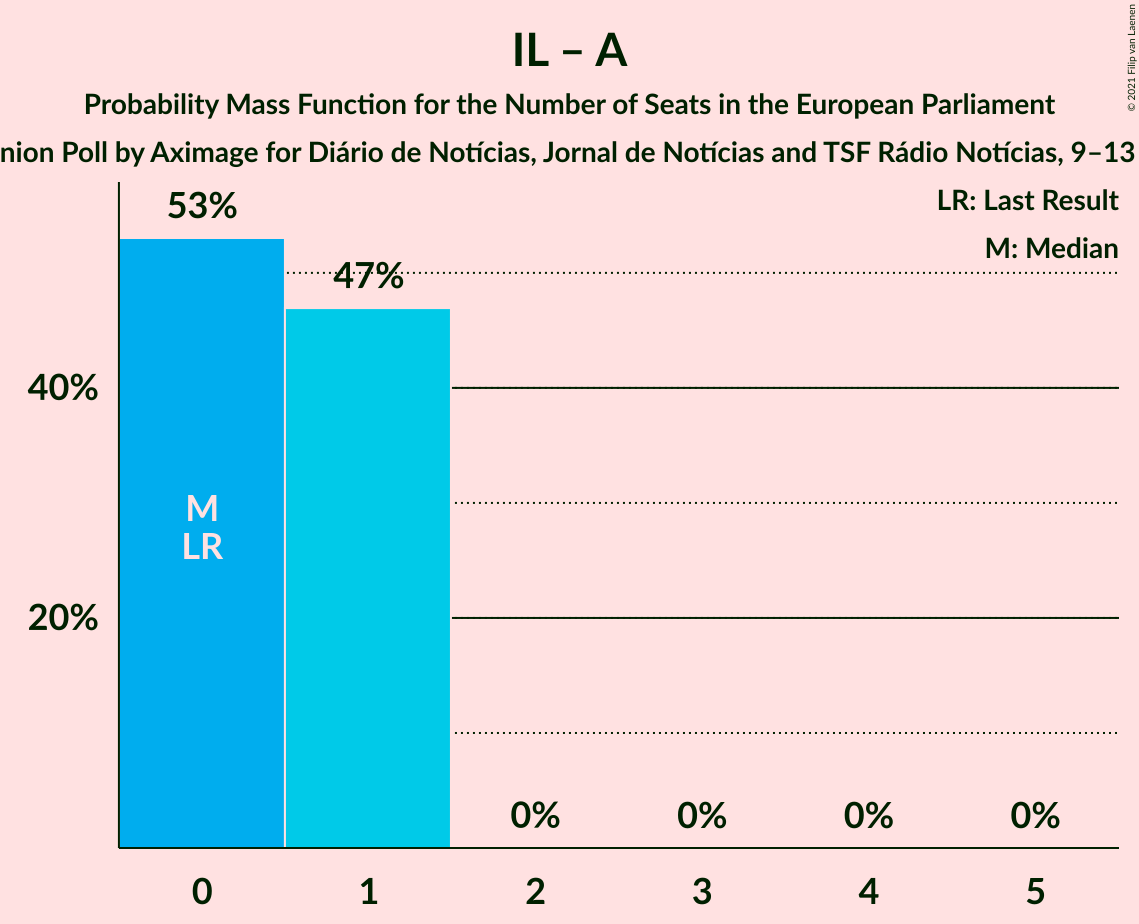 IL – A
Probability Mass Function for the Number of Seats in the European Parliament
nion Poll by Aximage for Diário de Notícias, Jornal de Notícias and TSF Rádio Notícias, 9–13
© 2021 Filip van Laenen
LR: Last Result
M: Median
53%
47%
40%
20%
M
LR
0% 0% 0% 0%
0 1 2 3 4 5